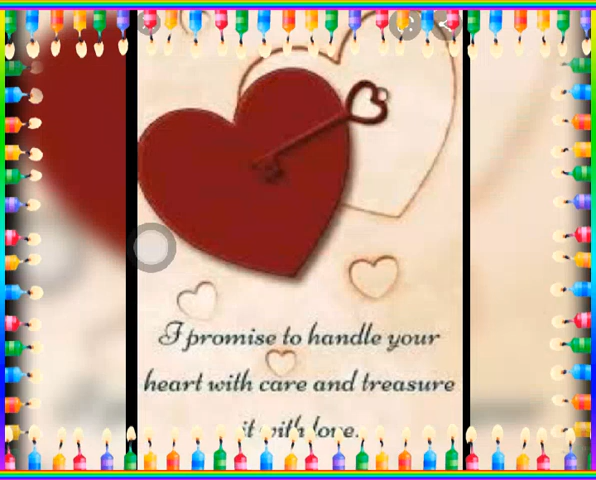 I promise to handle your
heart with care and treasure
it with love.